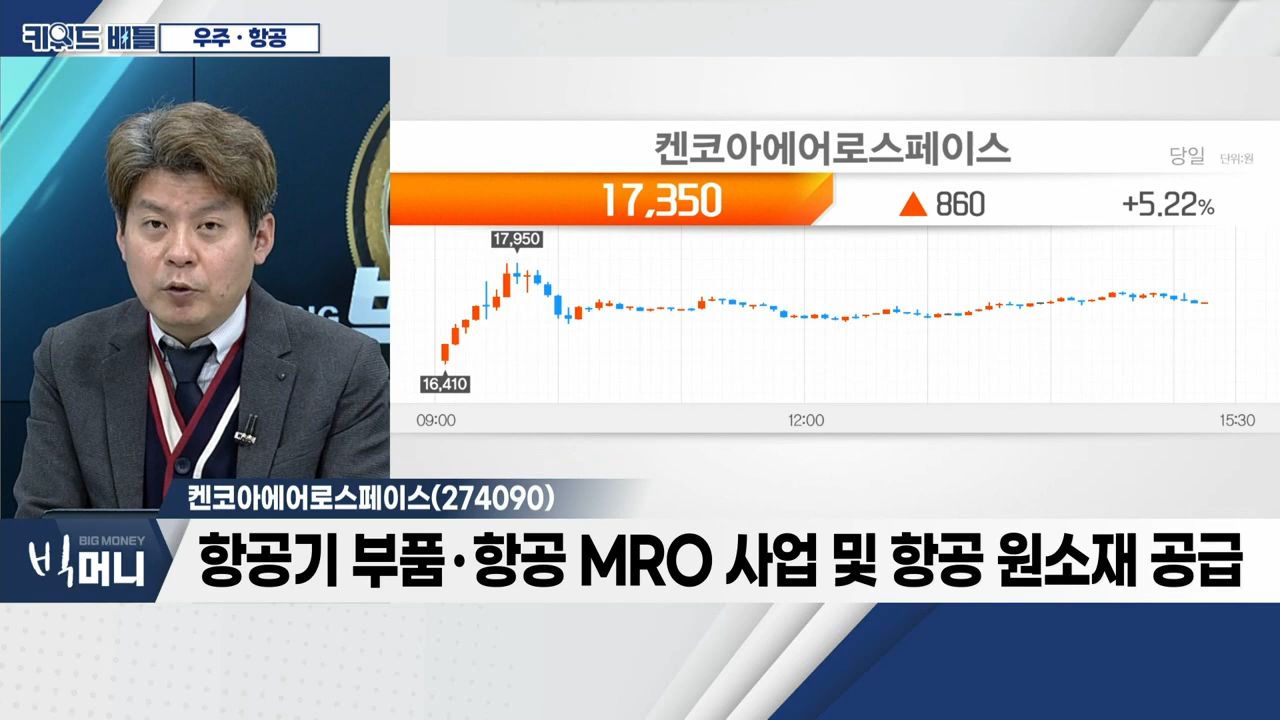 키워드 배틀
우주·항공
켄코아에어로스페이스
당일 단위:원
17,350 ▲ 860 +5.22%
17,950
16,410
09:00 12:00 15:30
켄코아에어로스페이스(274090)
BIG MONEY
빅머니
항공기 부품·항공 MRO 사업 및 항공 원소재 공급